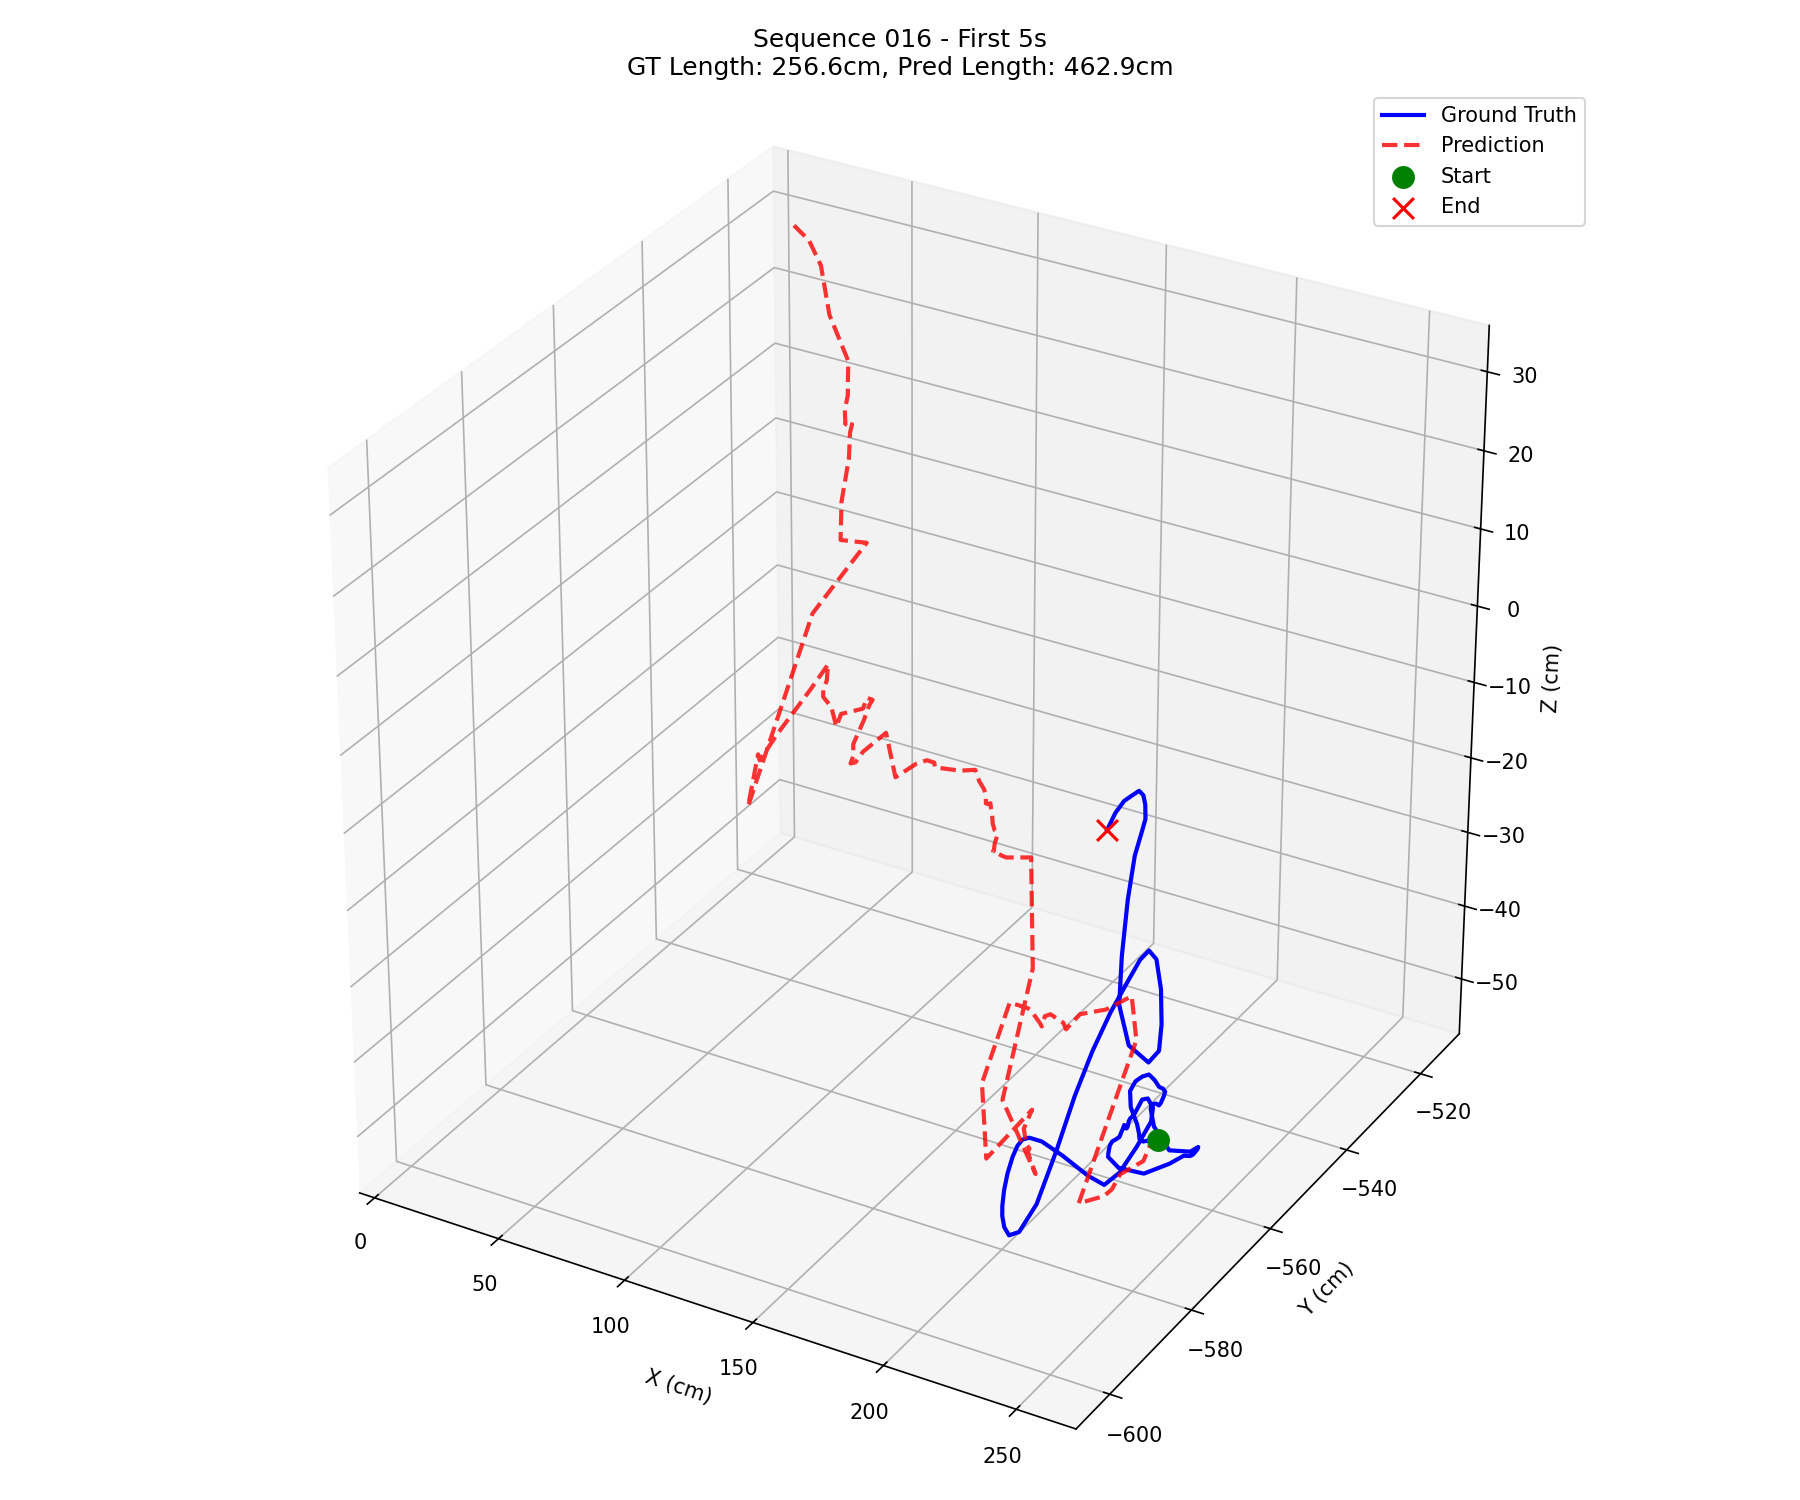 Sequence 016 - First 5s
GT Length: 256.6cm, Pred Length: 462.9cm
Ground Truth
Prediction
Start
End
30
20
10
0
−10
−20
−30
−40
−50
Z (cm)
−520
−540
−560
−580
−600
Y (cm)
0
50
100
150
200
250
X (cm)